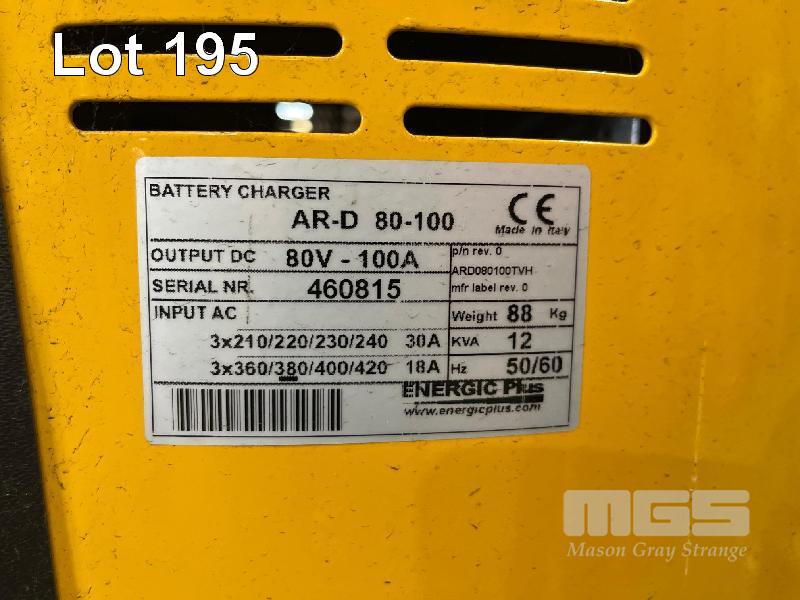 Lot 195
BATTERY CHARGER
AR-D 80-100
CE
Made in Italy
OUTPUT DC 80V - 100A
p/n rev. 0
ARD080100TVH
SERIAL NR. 460815
mfr label rev. 0
INPUT AC
Weight 88 Kg
3x210/220/230/240 30A
KVA 12
3x360/380/400/420 18A
Hz 50/60
ENERGIC Plus
www.energicplus.com
MGS
Mason Gray Strange